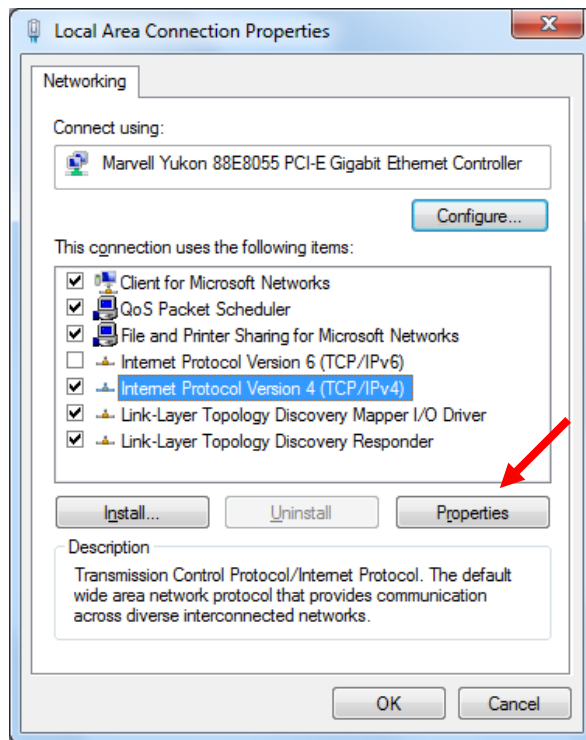 Local Area Connection Properties
Networking
Connect using:
Marvell Yukon 88E8055 PCI-E Gigabit Ethernet Controller
Configure...
This connection uses the following items:
Client for Microsoft Networks
QoS Packet Scheduler
File and Printer Sharing for Microsoft Networks
Internet Protocol Version 6 (TCP/IPv6)
Internet Protocol Version 4 (TCP/IPv4)
Link-Layer Topology Discovery Mapper I/O Driver
Link-Layer Topology Discovery Responder
Install... Uninstall Properties
Description
Transmission Control Protocol/Internet Protocol. The default
wide area network protocol that provides communication
across diverse interconnected networks.
OK Cancel